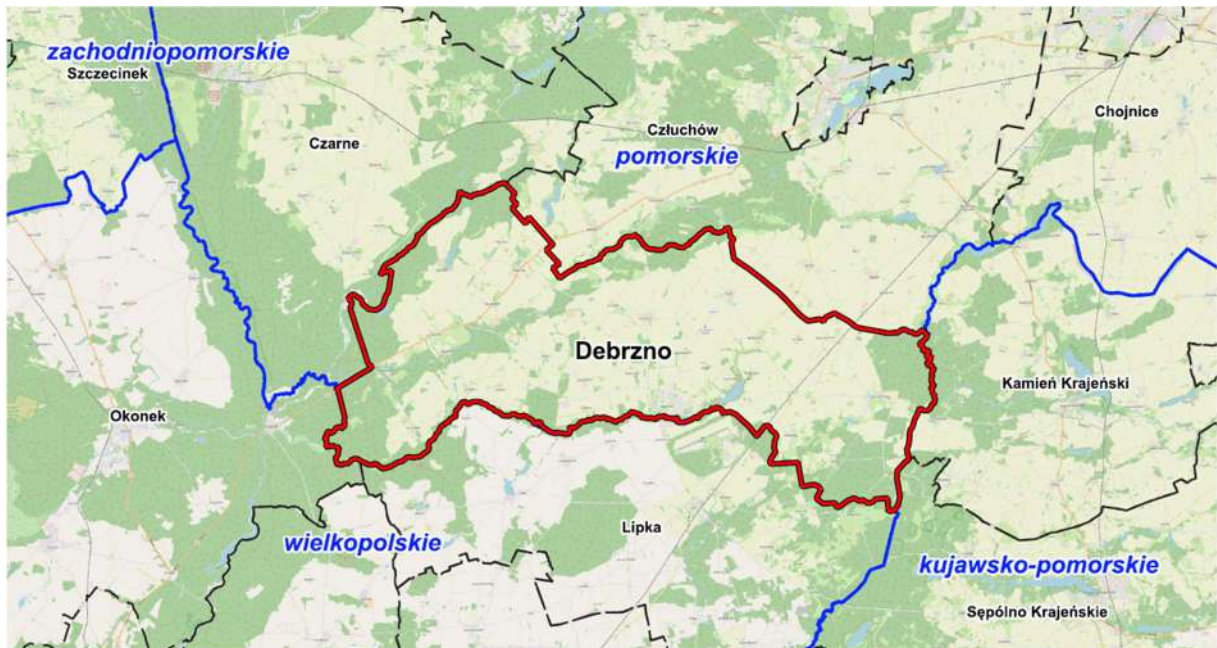 zachodniopomorskie
Szczecinek
Czarne
Człuchów
pomorskie
Chojnice
Debrzno
Kamień Krajeński
Okonek
Lipka
wielkopolskie
kujawsko-pomorskie
Sępólno Krajeńskie